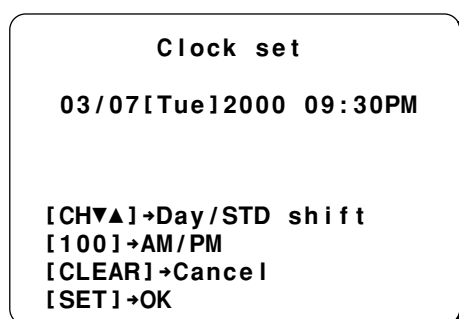 Clock set
03/07[Tue]2000 09:30PM
[CH▼▲]→Day/STD shift
[100]→AM/PM
[CLEAR]→Cancel
[SET]→OK